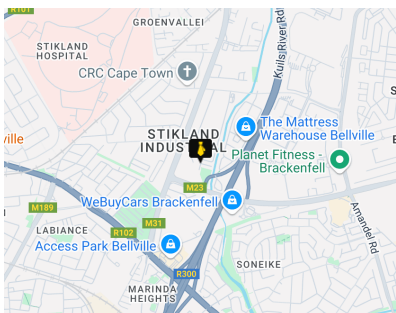 R101
GROENVALLEI
STIKLAND
HOSPITAL
CRC Cape Town
Kuils River Rd
The Mattress
Warehouse Bellville
STIKLAND
INDUSTRIAL
ville
Planet Fitness -
Brackenfell
M23
WeBuyCars Brackenfell
M189
M31
R102
LABIANCE
Access Park Bellville
Amandel Rd
R300
SONEIKE
MARINDA
HEIGHTS